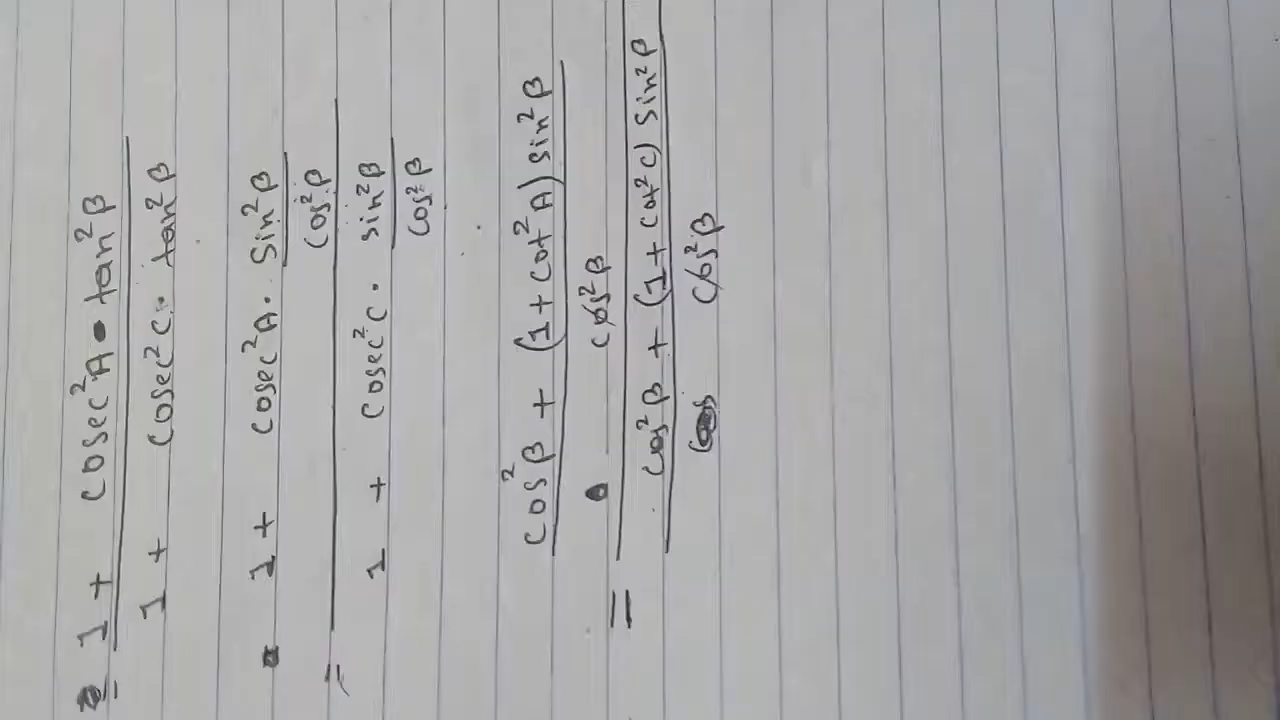 = 1 + cosec²A · tan²β
1 + cosec²C · tan²β
1 + cosec²A · sin²β
cos²β
=
1 + cosec²C · sin²β
cos²β
cos²β + (1 + cot²A) sin²β
cos²β
=
cos²β + (1 + cot²C) sin²β
cos²β